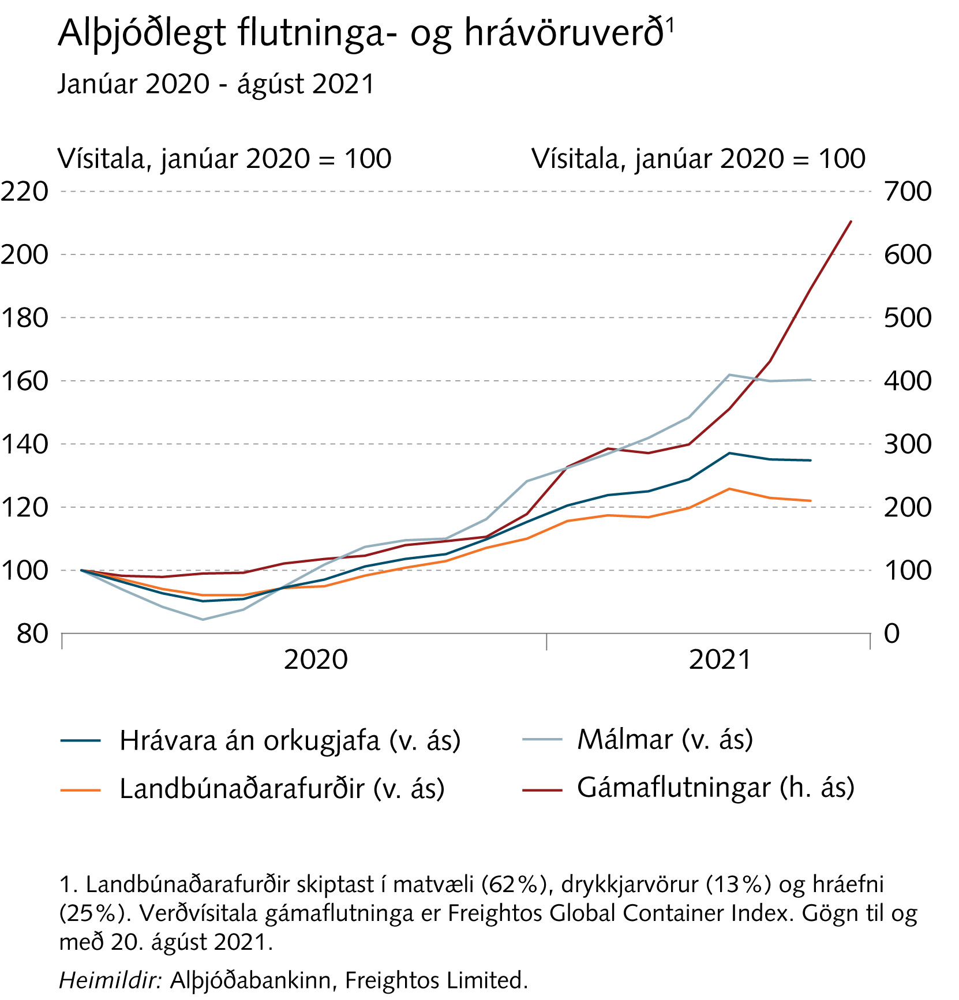 Alþjóðlegt flutninga- og hrávöruverð¹
Janúar 2020 - ágúst 2021
Vísitala, janúar 2020 = 100
Vísitala, janúar 2020 = 100
220
700
200
600
180
500
160
400
140
300
120
200
100
100
80
0
2020
2021
Hrávara án orkugjafa (v. ás)
Málmar (v. ás)
Landbúnaðarafurðir (v. ás)
Gámaflutningar (h. ás)
1. Landbúnaðarafurðir skiptast í matvæli (62%), drykkjarvörur (13%) og hráefni
(25%). Verðvísitala gámaflutninga er Freightos Global Container Index. Gögn til og
með 20. ágúst 2021.
Heimildir: Alþjóðabankinn, Freightos Limited.